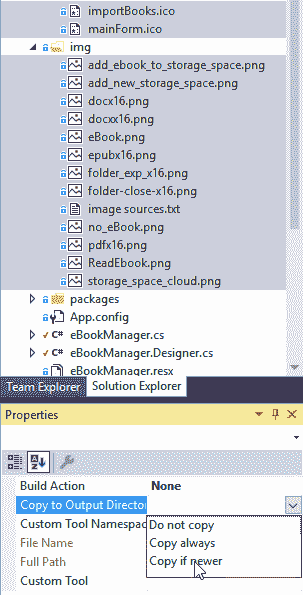 importBooks.ico
mainForm.ico
img
add_ebook_to_storage_space.png
add_new_storage_space.png
docx16.png
docxx16.png
eBook.png
epubx16.png
folder_exp_x16.png
folder-close-x16.png
image sources.txt
no_eBook.png
pdfx16.png
ReadEbook.png
storage_space_cloud.png
packages
App.config
C# eBookManager.cs
C# eBookManager.Designer.cs
eBookManager.resx
Team Explorer Solution Explorer
Properties
Build Action None
Copy to Output Director
Custom Tool Namespac Do not copy
File Name Copy always
Full Path Copy if newer
Custom Tool